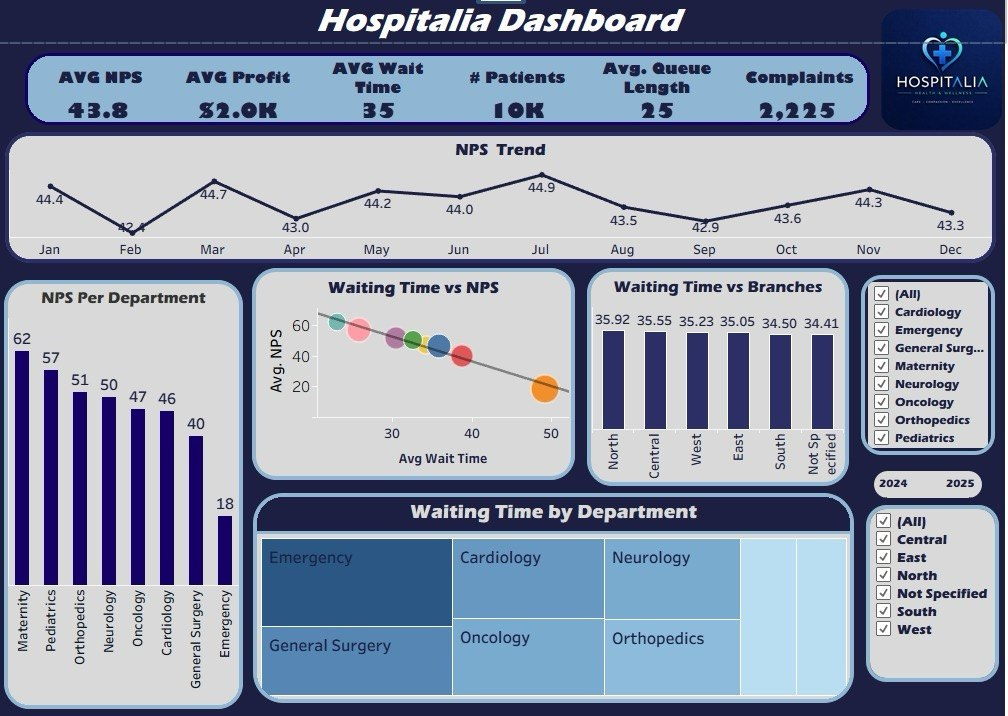 Hospitalia Dashboard
HOSPITALIA
HEALTH & WELLNESS
CARE · COMPASSION · EXCELLENCE
AVG NPS
43.8
AVG Profit
$2.0K
AVG Wait
Time
35
# Patients
10K
Avg. Queue
Length
25
Complaints
2,225
NPS Trend
44.4 42.4 44.7 43.0 44.2 44.0 44.9 43.5 42.9 43.6 44.3 43.3
Jan Feb Mar Apr May Jun Jul Aug Sep Oct Nov Dec
NPS Per Department
62 57 51 50 47 46 40 18
Maternity
Pediatrics
Orthopedics
Neurology
Oncology
Cardiology
General Surgery
Emergency
Waiting Time vs NPS
Avg. NPS
60
40
20
30 40 50
Avg Wait Time
Waiting Time vs Branches
35.92 35.55 35.23 35.05 34.50 34.41
North
Central
West
East
South
Not Sp
ecified
(All)
Cardiology
Emergency
General Surg...
Maternity
Neurology
Oncology
Orthopedics
Pediatrics
2024 2025
(All)
Central
East
North
Not Specified
South
West
Waiting Time by Department
Emergency
General Surgery
Cardiology
Oncology
Neurology
Orthopedics